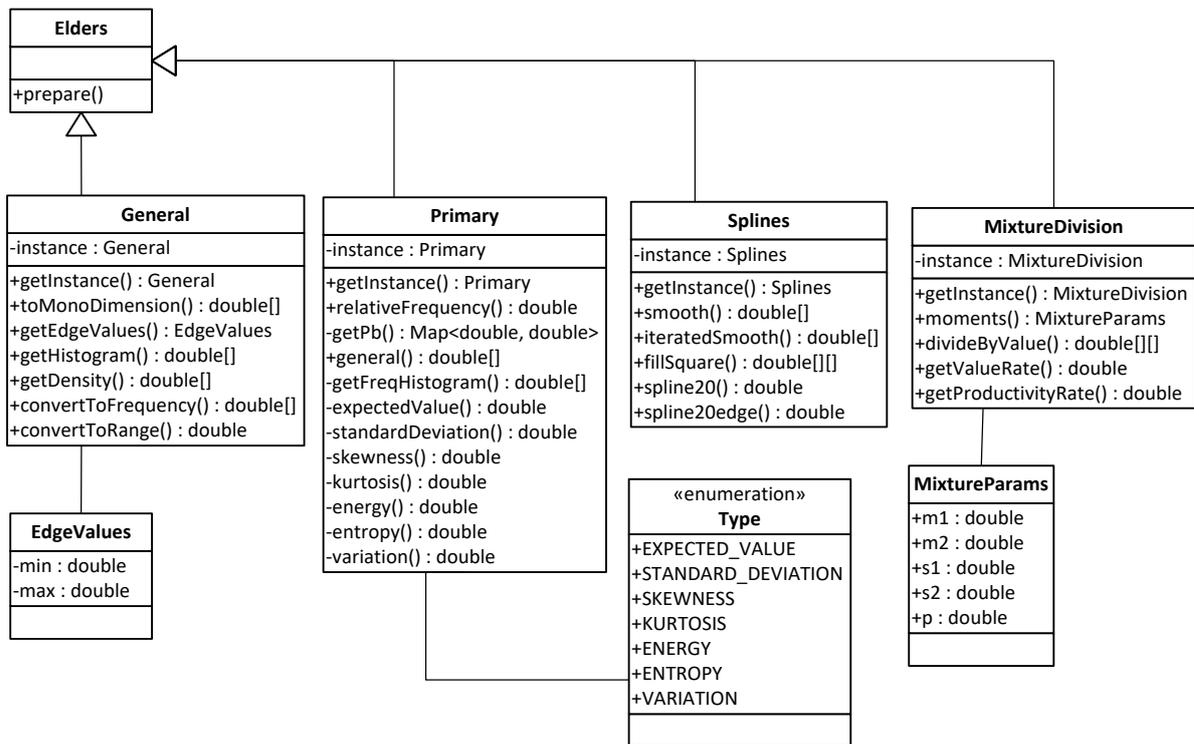 Elders
+prepare()
General
-instance : General
+getInstance() : General
+toMonoDimension() : double[]
+getEdgeValues() : EdgeValues
+getHistogram() : double[]
+getDensity() : double[]
+convertToFrequency() : double[]
+convertToRange() : double
Primary
-instance : Primary
+getInstance() : Primary
+relativeFrequency() : double
-getPb() : Map<double, double>
+general() : double[]
-getFreqHistogram() : double[]
-expectedValue() : double
-standardDeviation() : double
-skewness() : double
-kurtosis() : double
-energy() : double
-entropy() : double
-variation() : double
Splines
-instance : Splines
+getInstance() : Splines
+smooth() : double[]
+iteratedSmooth() : double[]
+fillSquare() : double[][]
+spline20() : double
+spline20edge() : double
MixtureDivision
-instance : MixtureDivision
+getInstance() : MixtureDivision
+moments() : MixtureParams
+divideByValue() : double[][]
+getValueRate() : double
+getProductivityRate() : double
EdgeValues
-min : double
-max : double
«enumeration»
Type
+EXPECTED_VALUE
+STANDARD_DEVIATION
+SKEWNESS
+KURTOSIS
+ENERGY
+ENTROPY
+VARIATION
MixtureParams
+m1 : double
+m2 : double
+s1 : double
+s2 : double
+p : double